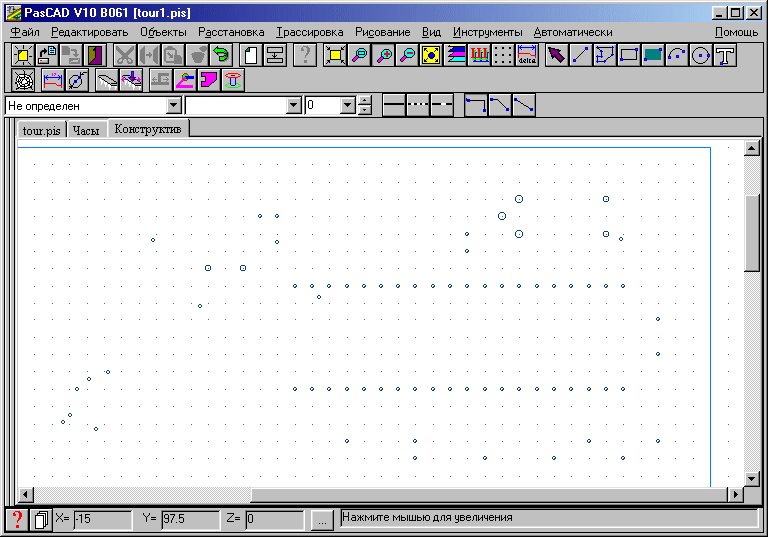 PasCAD V10 B061 [tour1.pis]
Файл Редактировать Объекты Расстановка Трассировка Рисование Вид Инструменты Автоматически Помощь
delta
Не определен 0
tour.pis Часы Конструктив
X= -15 Y= 97.5 Z= 0 ... Нажмите мышью для увеличения